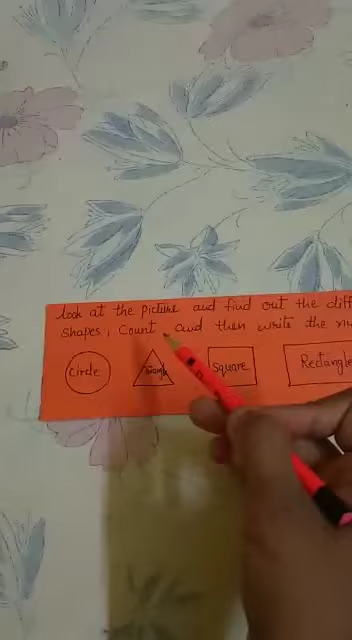 Look at the picture and find out the diff
shapes, Count and then write the nu
Circle Triangle Square Rectangle